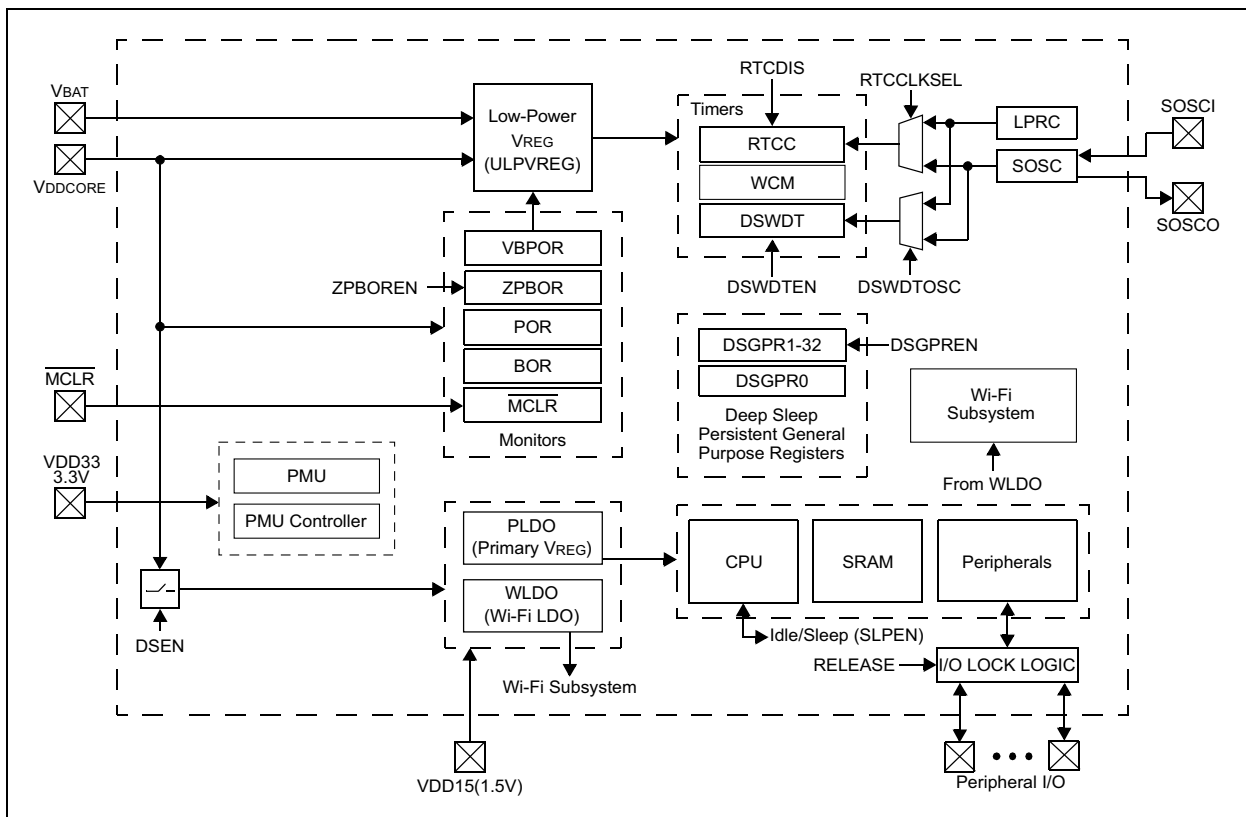 VBAT
VDDCORE
Low-Power
VREG
(ULPVREG)
RTCDIS
Timers
RTCC
WCM
DSWDT
DSWDTEN
RTCCLKSEL
DSWDTOSC
LPRC
SOSC
SOSCI
SOSCO
VBPOR
ZPBOREN
ZPBOR
POR
BOR
MCLR
MCLR
Monitors
DSGPR1-32
DSGPREN
DSGPR0
Deep Sleep
Persistent General
Purpose Registers
Wi-Fi
Subsystem
From WLDO
VDD33
3.3V
PMU
PMU Controller
DSEN
PLDO
(Primary VREG)
WLDO
(Wi-Fi LDO)
Wi-Fi Subsystem
CPU
SRAM
Peripherals
Idle/Sleep (SLPEN)
RELEASE
I/O LOCK LOGIC
VDD15(1.5V)
Peripheral I/O